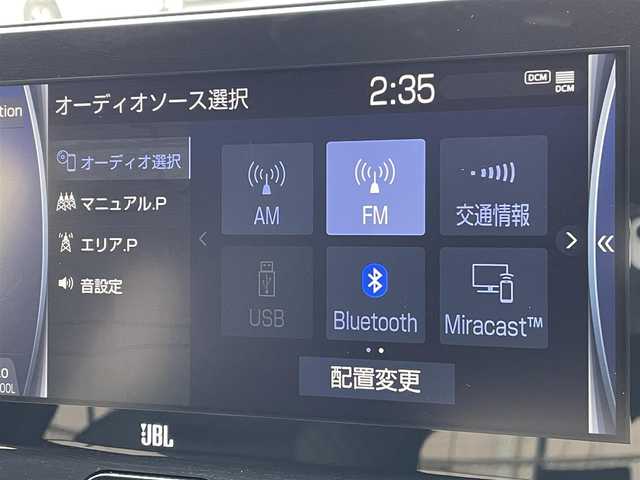 オーディオソース選択
2:35
DCM
DCM
オーディオ選択
マニュアル.P
エリア.P
音設定
AM
FM
交通情報
USB
Bluetooth
Miracast™
配置変更
JBL